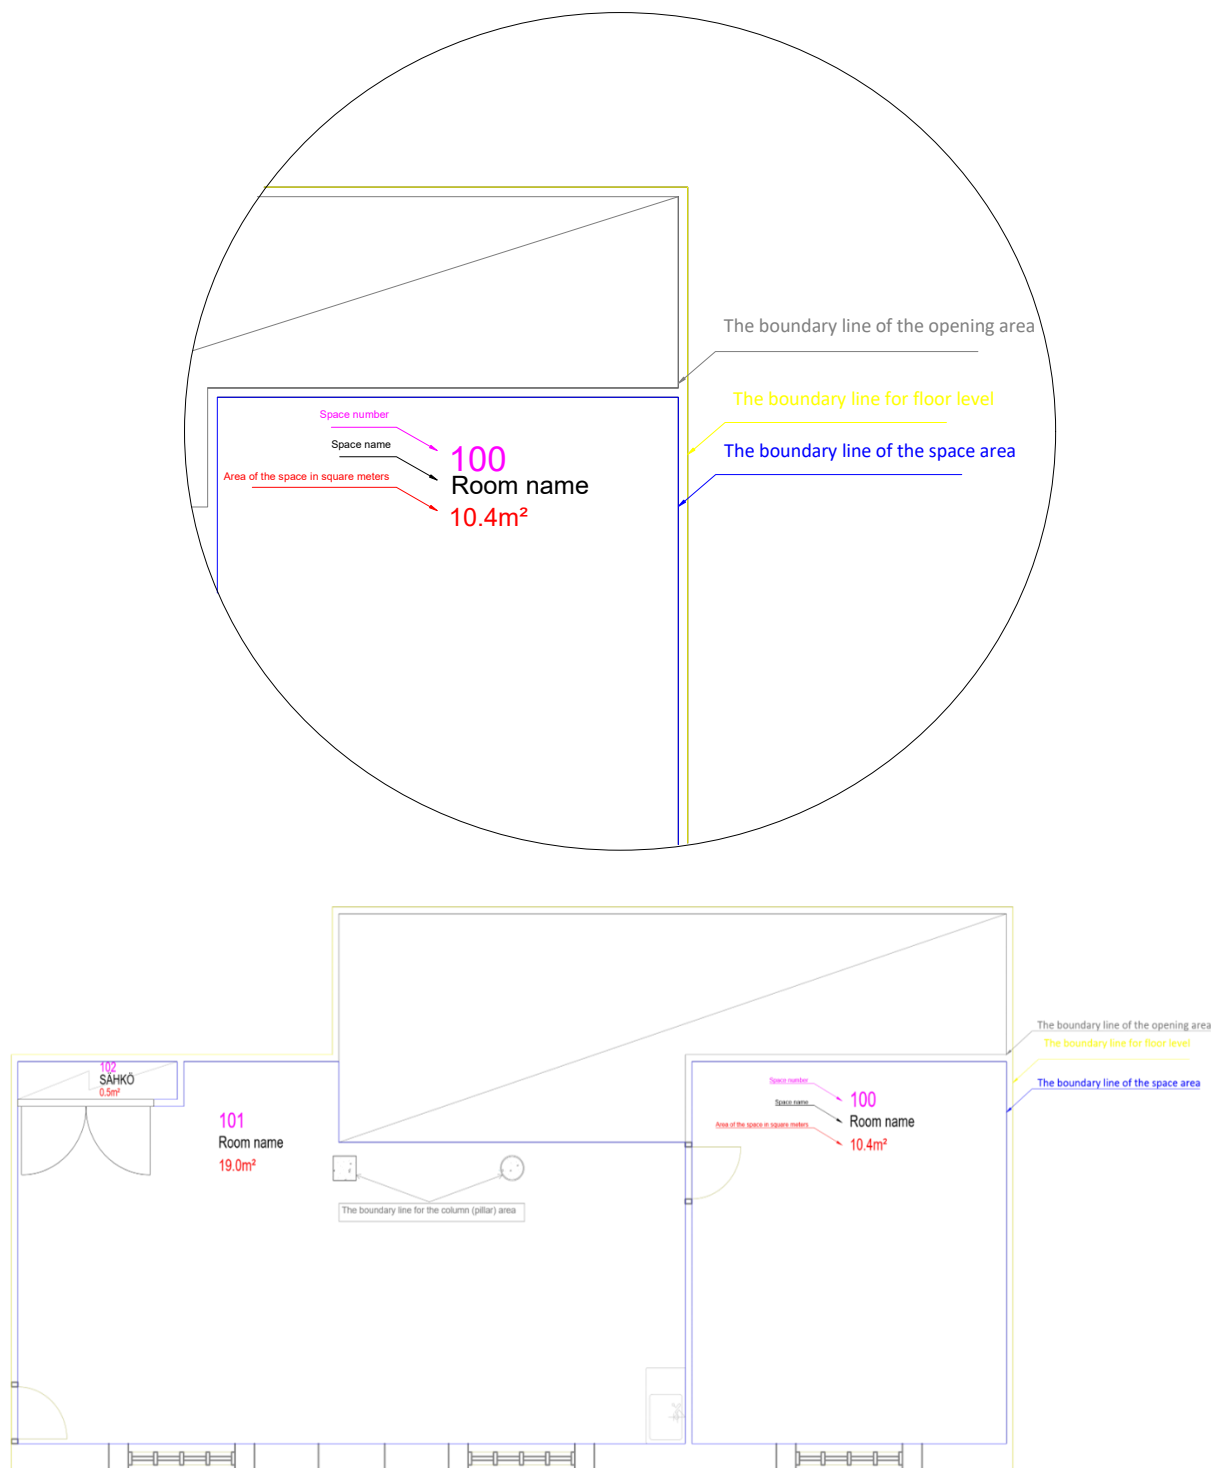 The boundary line of the opening area
The boundary line for floor level
The boundary line of the space area
Space number
Space name
Area of the space in square meters
100
Room name
10.4m²
The boundary line of the opening area
The boundary line for floor level
The boundary line of the space area
102
SÄHKÖ
0.5m²
101
Room name
19.0m²
Space number
Space name
Area of the space in square meters
100
Room name
10.4m²
The boundary line for the column (pillar) area